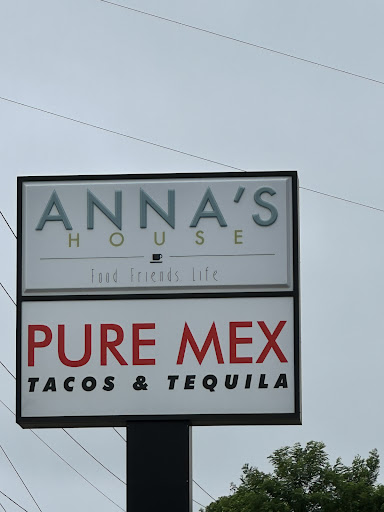 ANNA'S
HOUSE
Food Friends Life
PURE MEX
TACOS & TEQUILA